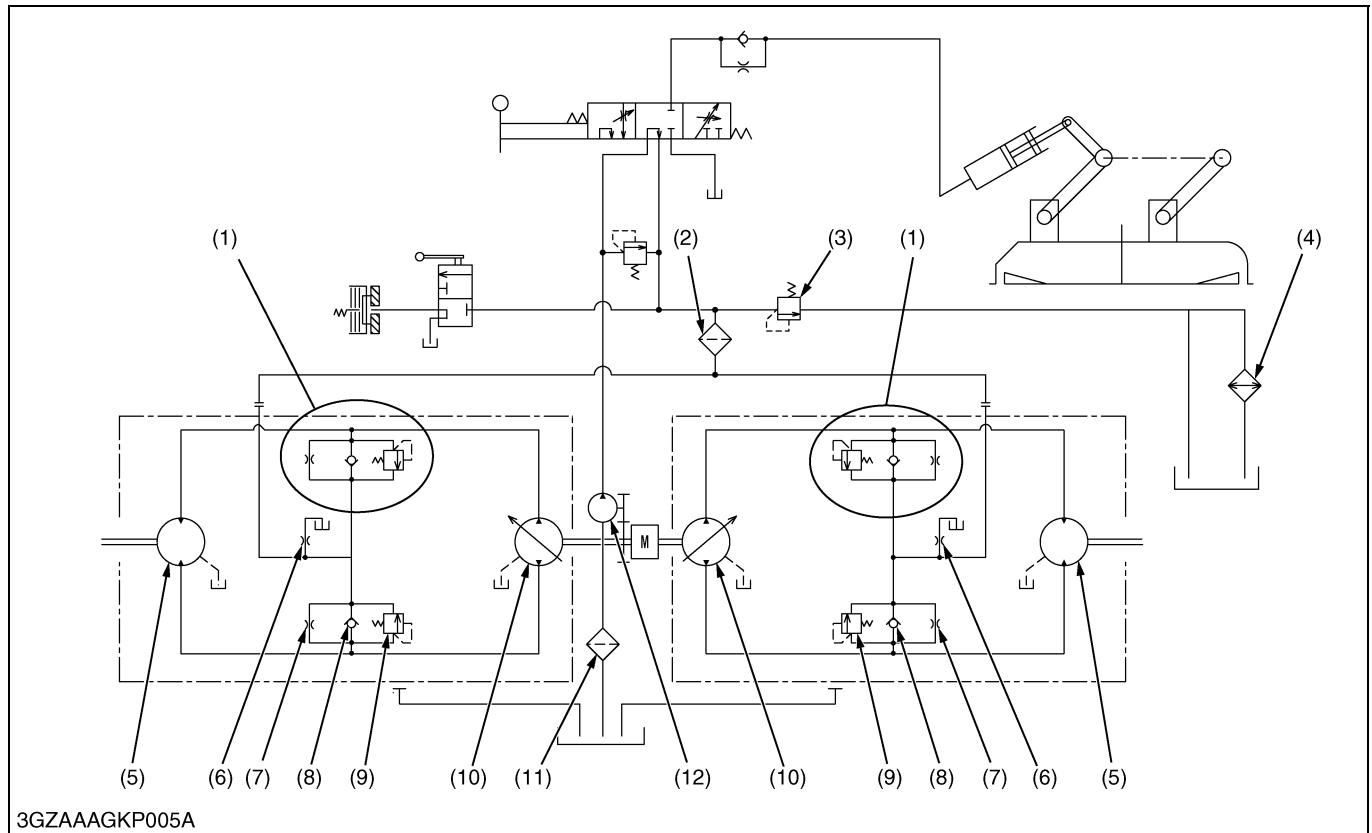 (1) (2) (3) (1) (4)
M
(5) (6) (7) (8) (9) (10) (11) (12) (10) (9) (8) (7) (6) (5)
3GZAAAGKP005A